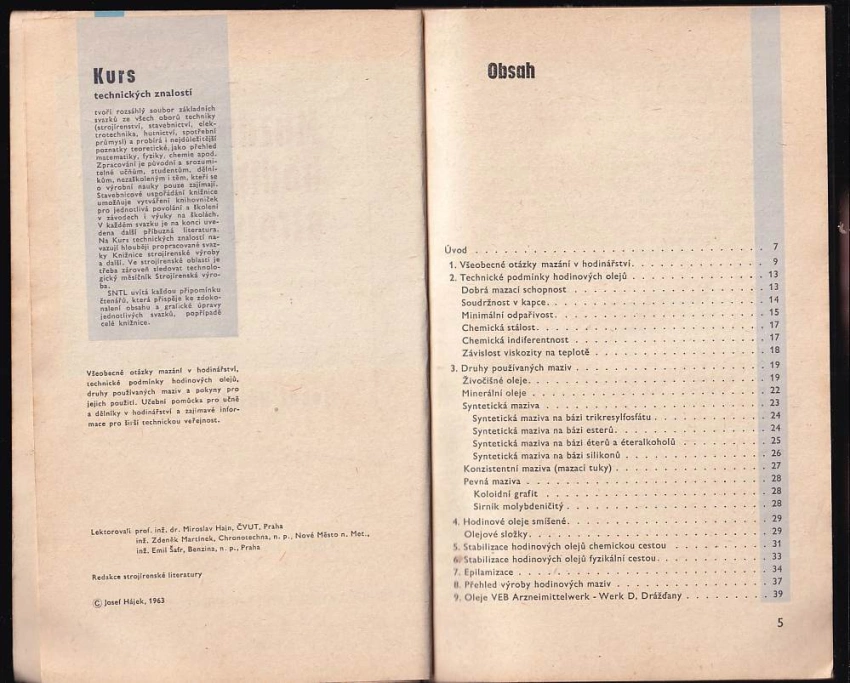 Kurs
technických znalostí
tvoří rozsáhlý soubor základních
svazků ze všech oborů techniky
(strojírenství, stavebnictví, elek-
trotechnika, hutnictví, spotřební
průmysl) a probírá i nejdůležitější
poznatky teoretické, jako přehled
matematiky, fyziky, chemie apod.
Zpracování je původní a srozumi-
telné učňům, studentům, dělní-
kům, nezaškoleným i těm, kteří se
o výrobní nauky pouze zajímají.
Stavebnicové uspořádání knižnice
umožňuje vytváření knihovniček
pro jednotlivá povolání a školení
v závodech i výuky na školách.
V každém svazku je na konci uve-
dena další příbuzná literatura.
Na Kurs technických znalostí na-
vazují hlouběji propracované svaz-
ky Knižnice strojírenské výroby
a další. Ve strojírenské oblasti je
třeba zároveň sledovat technolo-
gický měsíčník Strojírenská výro-
ba.
SNTL uvítá každou připomínku
čtenářů, která přispěje ke zdoko-
nalení obsahu a grafické úpravy
jednotlivých svazků, popřípadě
celé knižnice.
Všeobecné otázky mazání v hodinářství,
technické podmínky hodinových olejů,
druhy používaných maziv a pokyny pro
jejich použití. Učební pomůcka pro učně
a dělníky v hodinářství a zajímavé infor-
mace pro širší technickou veřejnost.
Lektorovali prof. inž. dr. Miroslav Hajn, ČVUT, Praha
inž. Zdeněk Martínek, Chronotechna, n. p., Nové Město n. Met.,
inž. Emil Šafr, Benzina, n. p., Praha
Redakce strojírenské literatury
© Josef Hájek, 1963
Obsah
Úvod . . . . . . . . . . 7
1. Všeobecné otázky mazání v hodinářství. . . . . . . . . . 9
2. Technické podmínky hodinových olejů . . . . . . . . . . 13
Dobrá mazací schopnost . . . . . . . . . . 13
Soudržnost v kapce. . . . . . . . . . 14
Minimální odpařivost. . . . . . . . . . 15
Chemická stálost. . . . . . . . . . 17
Chemická indiferentnost . . . . . . . . . . 17
Závislost viskozity na teplotě . . . . . . . . . . 18
3. Druhy používaných maziv . . . . . . . . . . 19
Živočišné oleje. . . . . . . . . . 19
Minerální oleje . . . . . . . . . . 22
Syntetická maziva . . . . . . . . . . 23
Syntetická maziva na bázi trikresylfosfátu . . . . . . . . . . 24
Syntetická maziva na bázi esterů. . . . . . . . . . 24
Syntetická maziva na bázi éterů a éteralkoholů . . . . . . . . . . 25
Syntetická maziva na bázi silikonů . . . . . . . . . . 26
Konzistentní maziva (mazací tuky) . . . . . . . . . . 27
Pevná maziva . . . . . . . . . . 28
Koloidní grafit . . . . . . . . . . 28
Sirník molybdeničitý . . . . . . . . . . 28
4. Hodinové oleje smíšené. . . . . . . . . . 29
Olejové složky. . . . . . . . . . 29
5. Stabilizace hodinových olejů chemickou cestou . . . . . . . . . . 31
6. Stabilizace hodinových olejů fyzikální cestou. . . . . . . . . . 33
7. Epilamizace . . . . . . . . . . 34
8. Přehled výroby hodinových maziv . . . . . . . . . . 37
9. Oleje VEB Arzneimittelwerk - Werk D. Drážďany . . . . . . . . . . 39
5